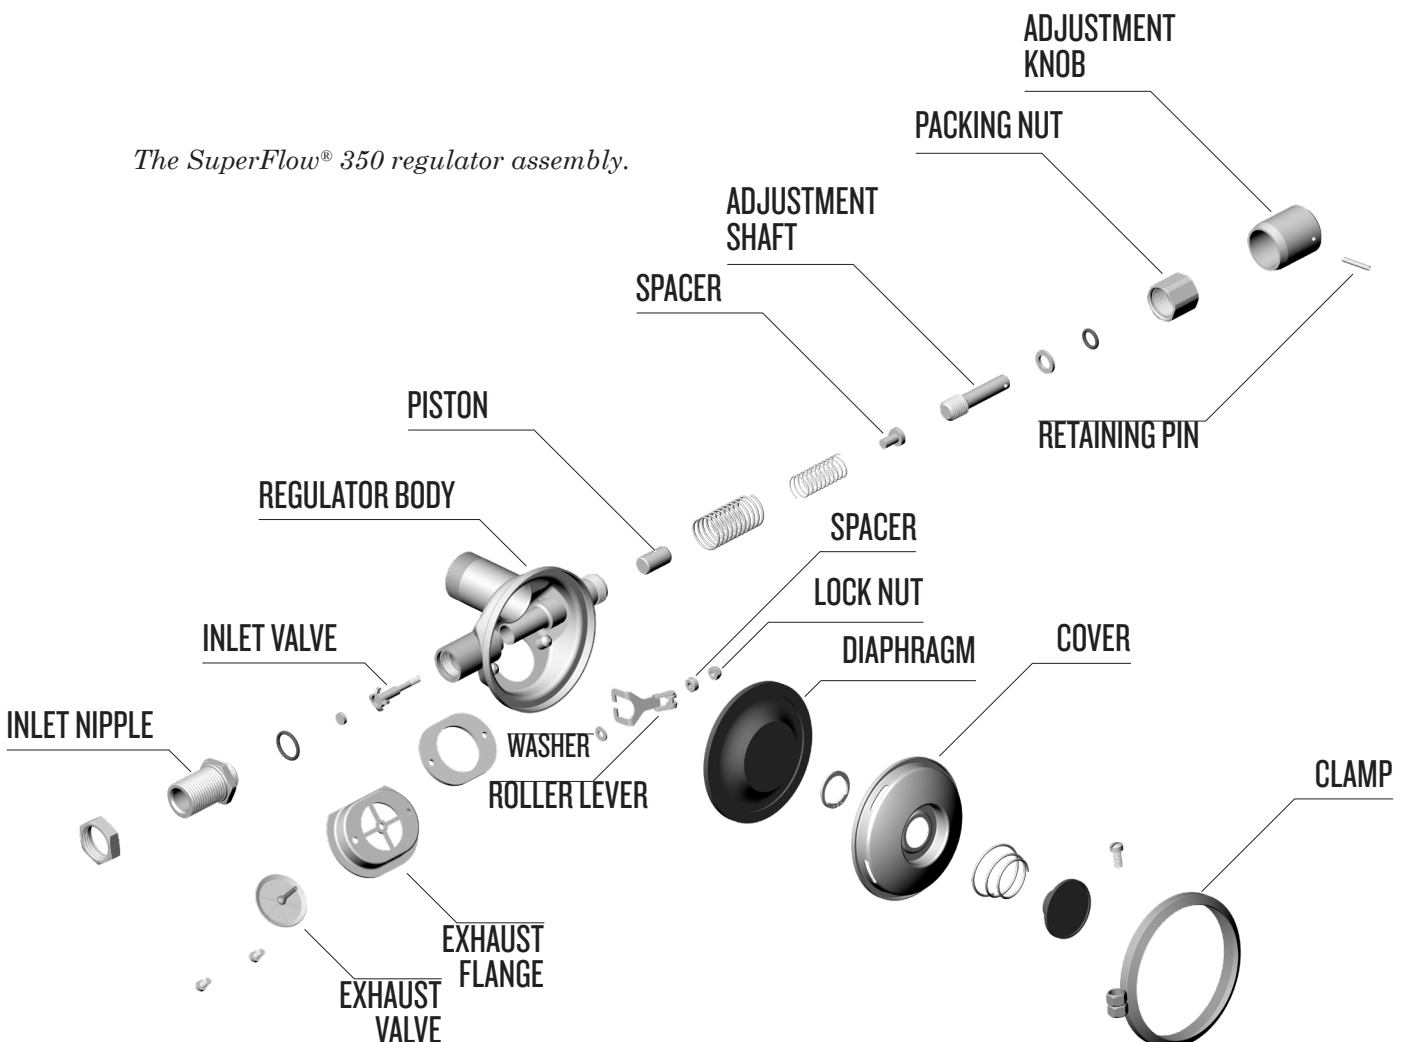 ADJUSTMENT
KNOB
PACKING NUT
The SuperFlow® 350 regulator assembly.
ADJUSTMENT
SHAFT
SPACER
PISTON
RETAINING PIN
REGULATOR BODY
SPACER
LOCK NUT
INLET VALVE
DIAPHRAGM
COVER
INLET NIPPLE
WASHER
ROLLER LEVER
CLAMP
EXHAUST
FLANGE
EXHAUST
VALVE